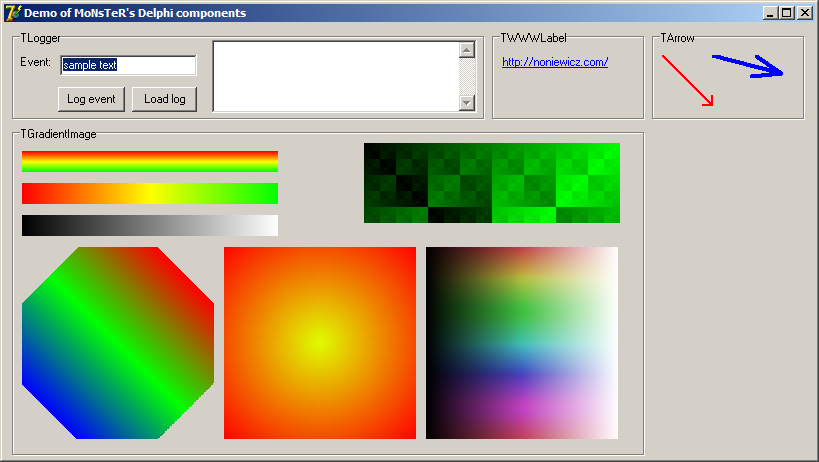 Demo of MoNsTeR's Delphi components
TLogger
TWWWLabel
TArrow
Event:
sample text
http://noniewicz.com/
Log event
Load log
TGradientImage